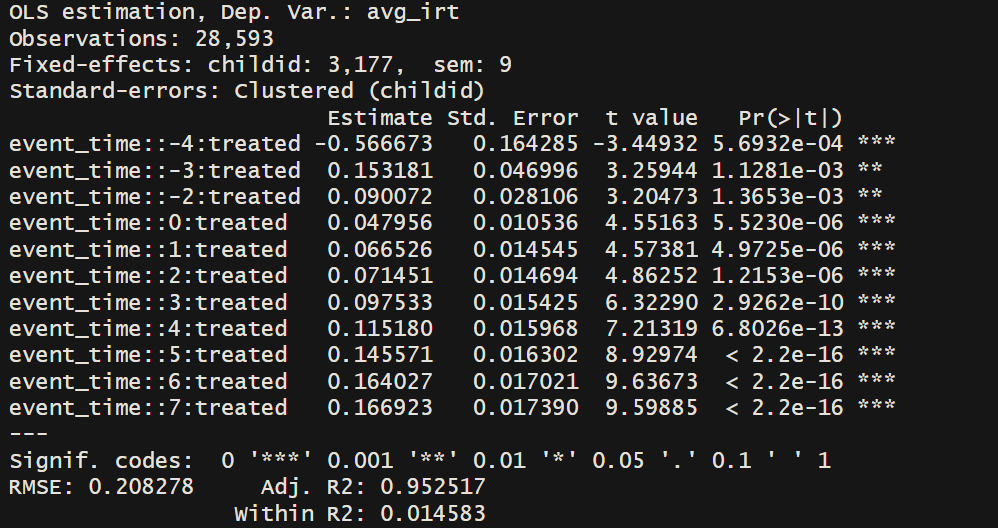 OLS estimation, Dep. Var.: avg_irt
Observations: 28,593
Fixed-effects: childid: 3,177,  sem: 9
Standard-errors: Clustered (childid)
                         Estimate Std. Error  t value   Pr(>|t|)
event_time::-4:treated -0.566673   0.164285 -3.44932 5.6932e-04 ***
event_time::-3:treated  0.153181   0.046996  3.25944 1.1281e-03 **
event_time::-2:treated  0.090072   0.028106  3.20473 1.3653e-03 **
event_time::0:treated   0.047956   0.010536  4.55163 5.5230e-06 ***
event_time::1:treated   0.066526   0.014545  4.57381 4.9725e-06 ***
event_time::2:treated   0.071451   0.014694  4.86252 1.2153e-06 ***
event_time::3:treated   0.097533   0.015425  6.32290 2.9262e-10 ***
event_time::4:treated   0.115180   0.015968  7.21319 6.8026e-13 ***
event_time::5:treated   0.145571   0.016302  8.92974  < 2.2e-16 ***
event_time::6:treated   0.164027   0.017021  9.63673  < 2.2e-16 ***
event_time::7:treated   0.166923   0.017390  9.59885  < 2.2e-16 ***
---
Signif. codes:  0 '***' 0.001 '**' 0.01 '*' 0.05 '.' 0.1 ' ' 1
RMSE: 0.208278     Adj. R2: 0.952517
                 Within R2: 0.014583